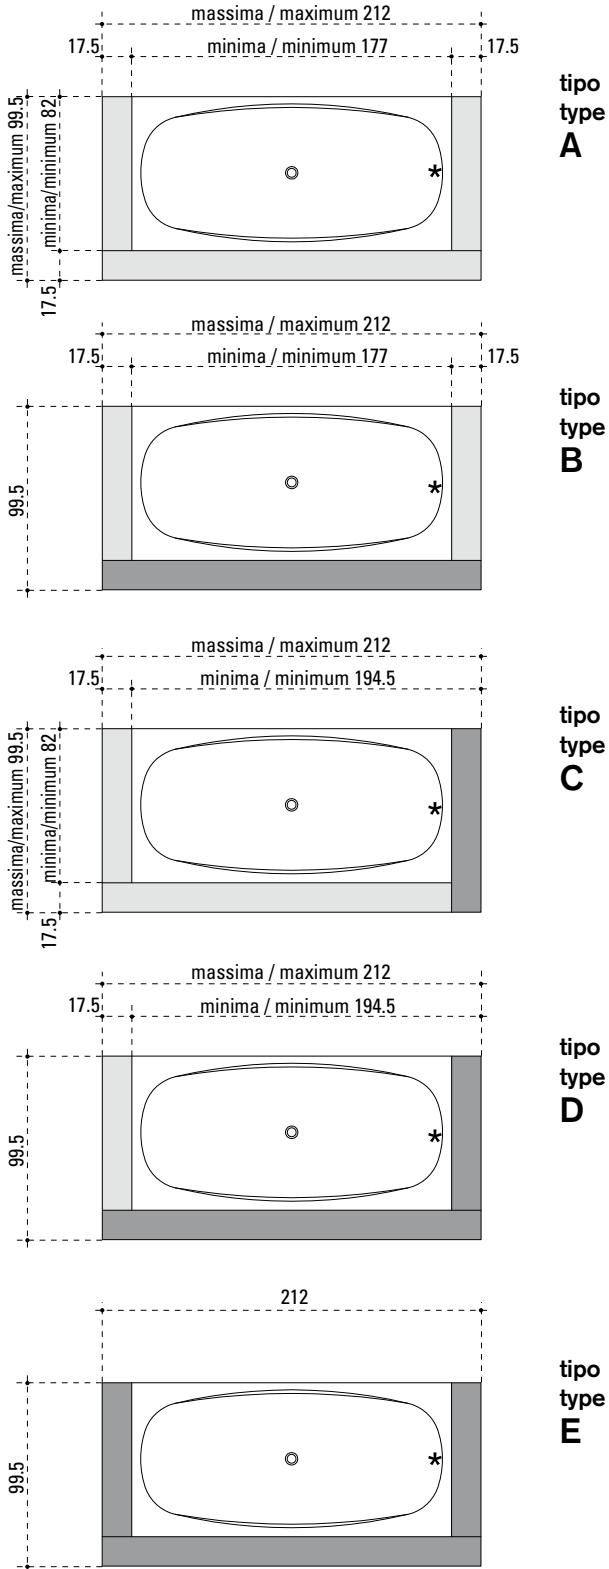 massima / maximum 212
17.5
minima / minimum 177
17.5
massima/maximum 99.5
minima/minimum 82
17.5
*
tipo
type
A
massima / maximum 212
17.5
minima / minimum 177
17.5
99.5
*
tipo
type
B
massima / maximum 212
17.5
minima / minimum 194.5
massima/maximum 99.5
minima/minimum 82
17.5
*
tipo
type
C
massima / maximum 212
17.5
minima / minimum 194.5
99.5
*
tipo
type
D
212
99.5
*
tipo
type
E